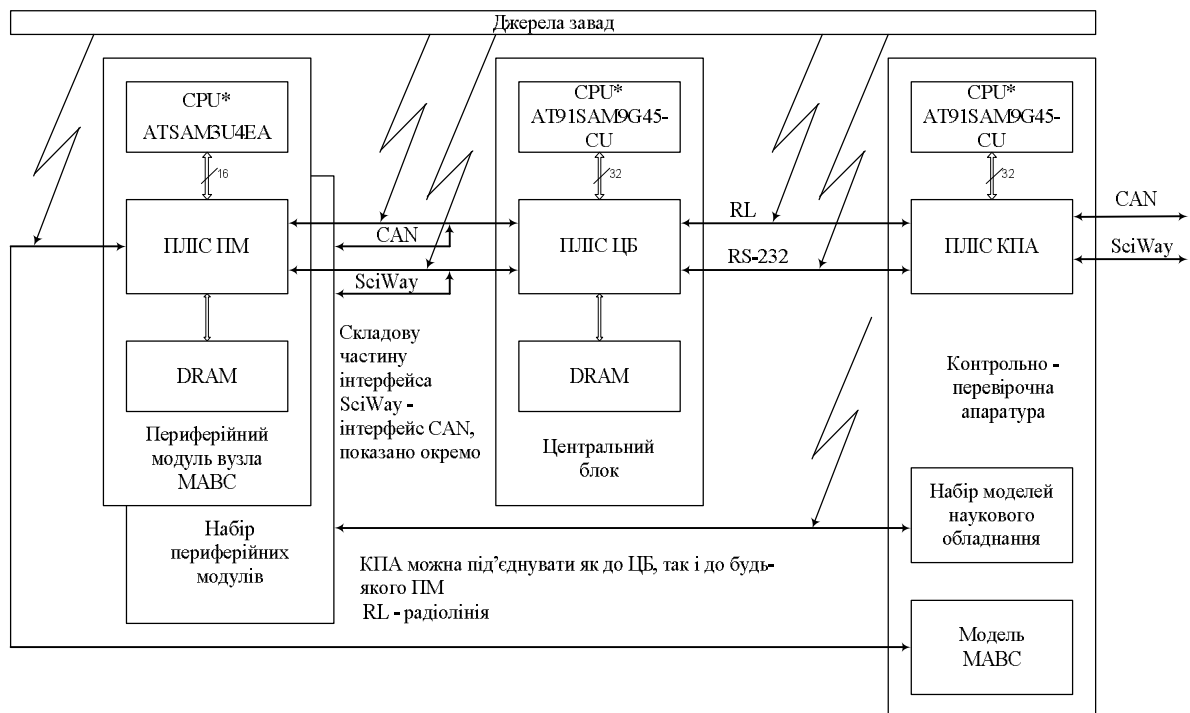 Джерела завад
CPU*
ATSAM3U4EA
16
ПЛІС ПМ
DRAM
Периферійний
модуль вузла
МАВС
Набір
периферійних
модулів
CAN
SciWay
Складову
частину
інтерфейса
SciWay -
інтерфейс CAN,
показано окремо
CPU*
AT91SAM9G45-
CU
32
ПЛІС ЦБ
DRAM
Центральний
блок
RL
RS-232
CPU*
AT91SAM9G45-
CU
32
ПЛІС КПА
CAN
SciWay
Контрольно -
перевірочна
апаратура
Набір моделей
наукового
обладнання
КПА можна під’єднувати як до ЦБ, так і до будь-
якого ПМ
RL - радіолінія
Модель
МАВС